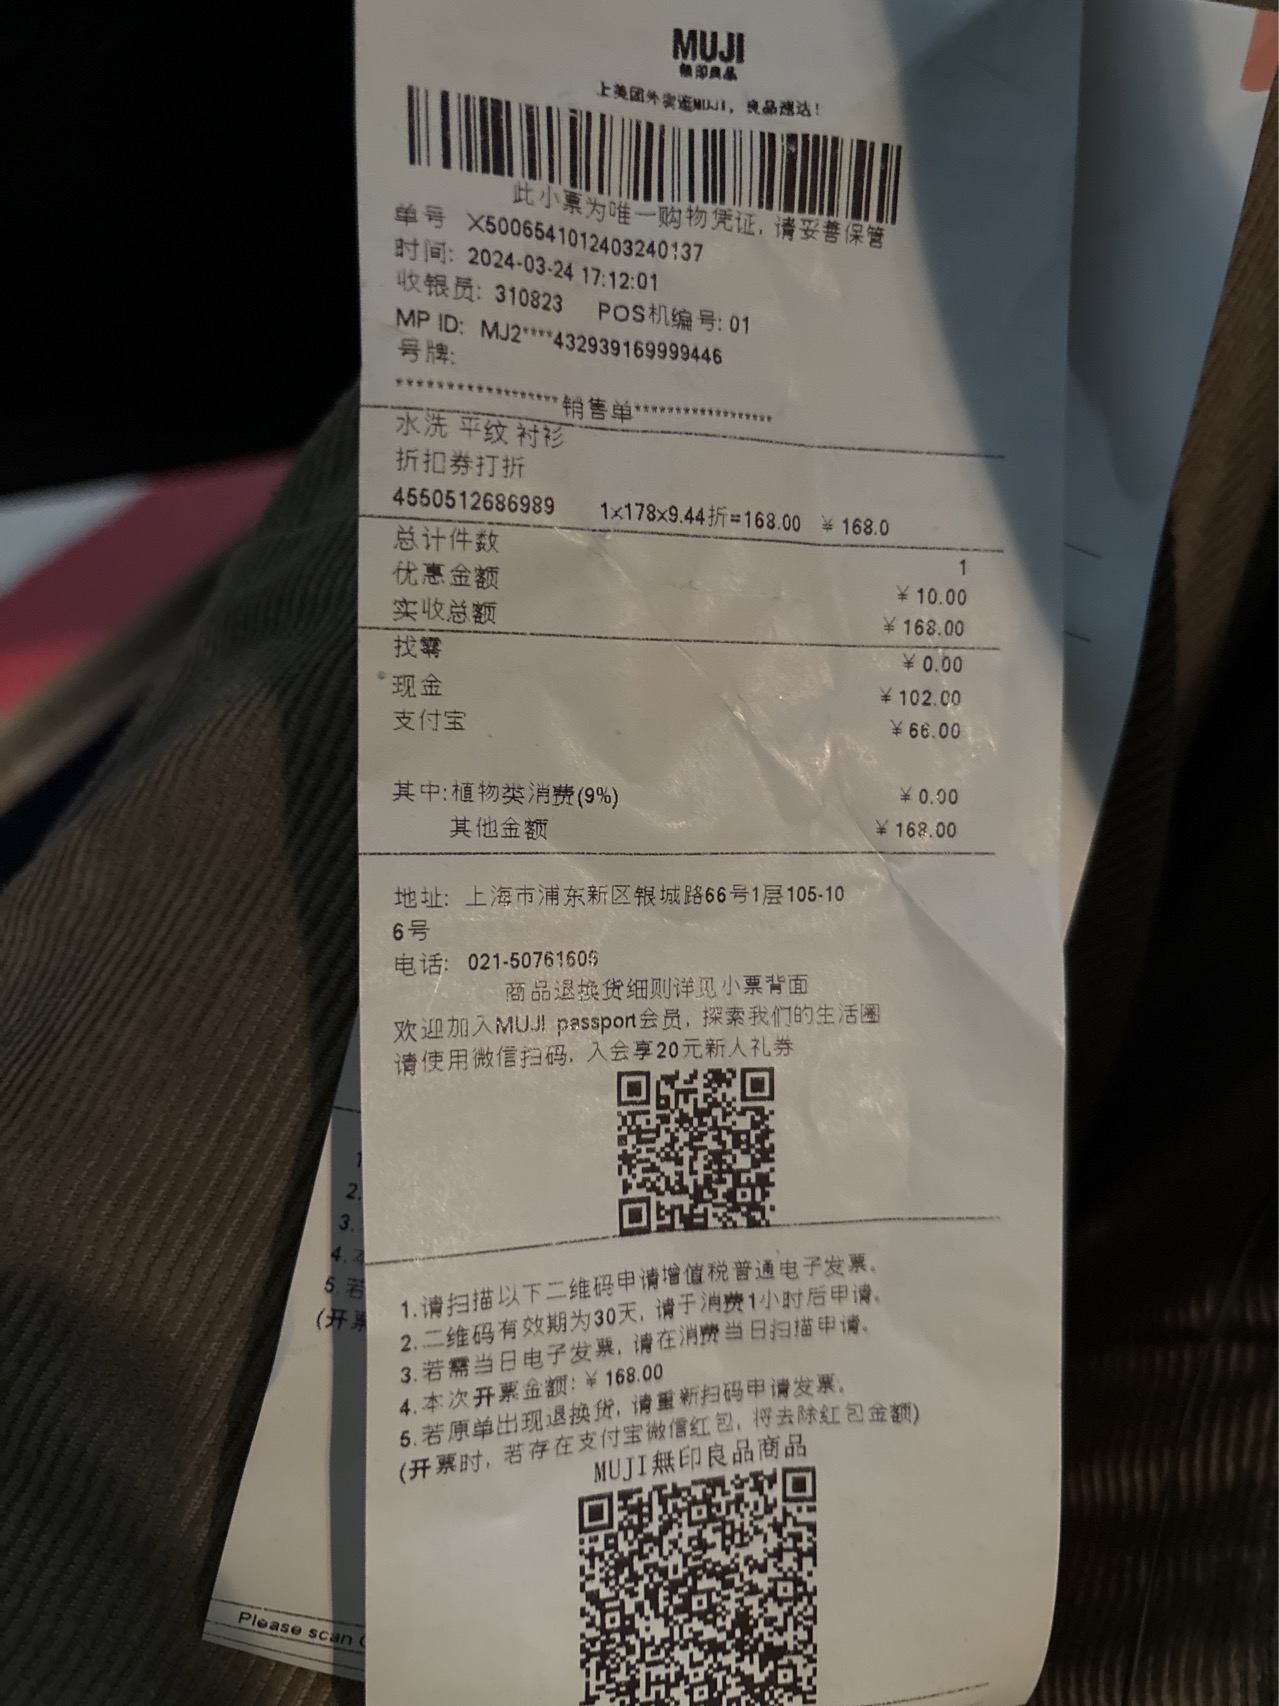 MUJI
無印良品
上美团外卖逛MUJI，良品速达！
此小票为唯一购物凭证, 请妥善保管
单号 X5006541012403240137
时间: 2024-03-24 17:12:01
收银员: 310823 POS机编号: 01
MP ID: MJ2****432939169999446
号牌:
*******************销售单******************
水洗 平纹 衬衫
折扣券打折
4550512686989 1x178x9.44折=168.00 ￥168.0
总计件数 1
优惠金额 ￥10.00
实收总额 ￥168.00
找零 ￥0.00
现金 ￥102.00
支付宝 ￥66.00
其中:植物类消费(9%) ￥0.00
其他金额 ￥168.00
地址: 上海市浦东新区银城路66号1层105-10
6号
电话: 021-50761606
商品退换货细则详见小票背面
欢迎加入MUJI passport会员, 探索我们的生活圈
请使用微信扫码, 入会享20元新人礼券
1.请扫描以下二维码申请增值税普通电子发票。
2.二维码有效期为30天, 请于消费1小时后申请。
3.若需当日电子发票, 请在消费当日扫描申请。
4.本次开票金额: ￥168.00
5.若原单出现退换货, 请重新扫码申请发票。
(开票时, 若存在支付宝微信红包, 将去除红包金额)
MUJI無印良品商品
2.
3.
4.
5.若
(开票
Please scan